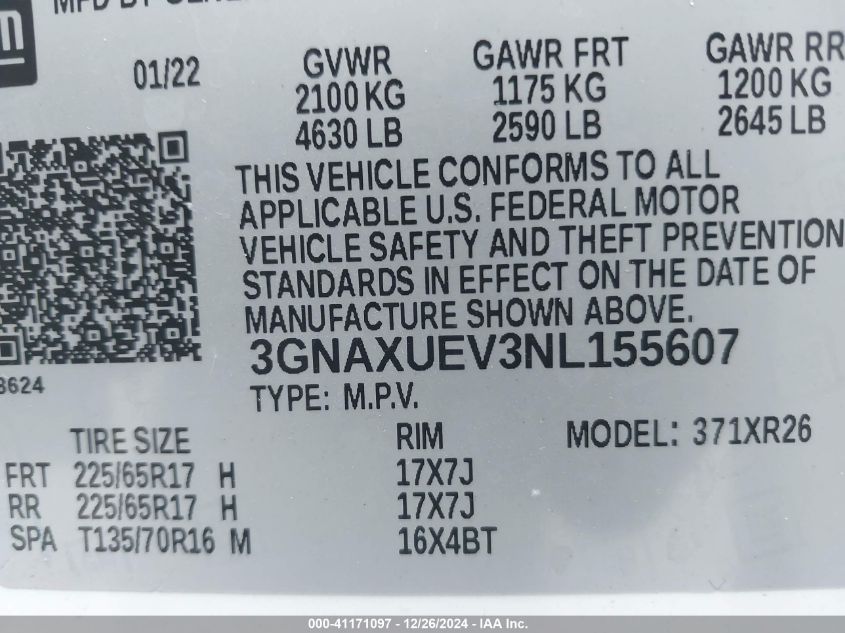 MFD BY GENERAL
01/22
GVWR GAWR FRT GAWR RR
2100 KG 1175 KG 1200 KG
4630 LB 2590 LB 2645 LB
THIS VEHICLE CONFORMS TO ALL
APPLICABLE U.S. FEDERAL MOTOR
VEHICLE SAFETY AND THEFT PREVENTION
STANDARDS IN EFFECT ON THE DATE OF
MANUFACTURE SHOWN ABOVE.
3GNAXUEV3NL155607
8624
TYPE: M.P.V.
TIRE SIZE RIM MODEL: 371XR26
FRT 225/65R17 H 17X7J
RR 225/65R17 H 17X7J
SPA T135/70R16 M 16X4BT
000-41171097 - 12/26/2024 - IAA Inc.